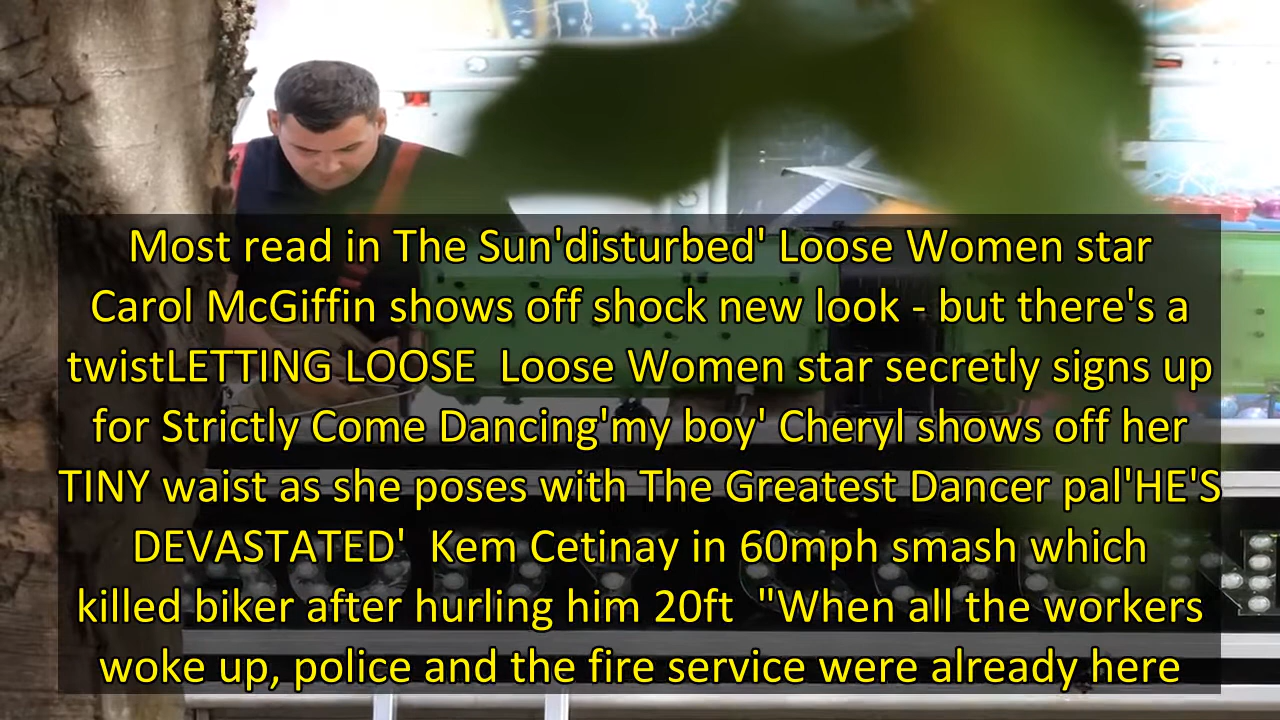 Most read in The Sun'disturbed' Loose Women star
Carol McGiffin shows off shock new look - but there's a
twistLETTING LOOSE  Loose Women star secretly signs up
for Strictly Come Dancing'my boy' Cheryl shows off her
TINY waist as she poses with The Greatest Dancer pal'HE'S
DEVASTATED'  Kem Cetinay in 60mph smash which
killed biker after hurling him 20ft  "When all the workers
woke up, police and the fire service were already here